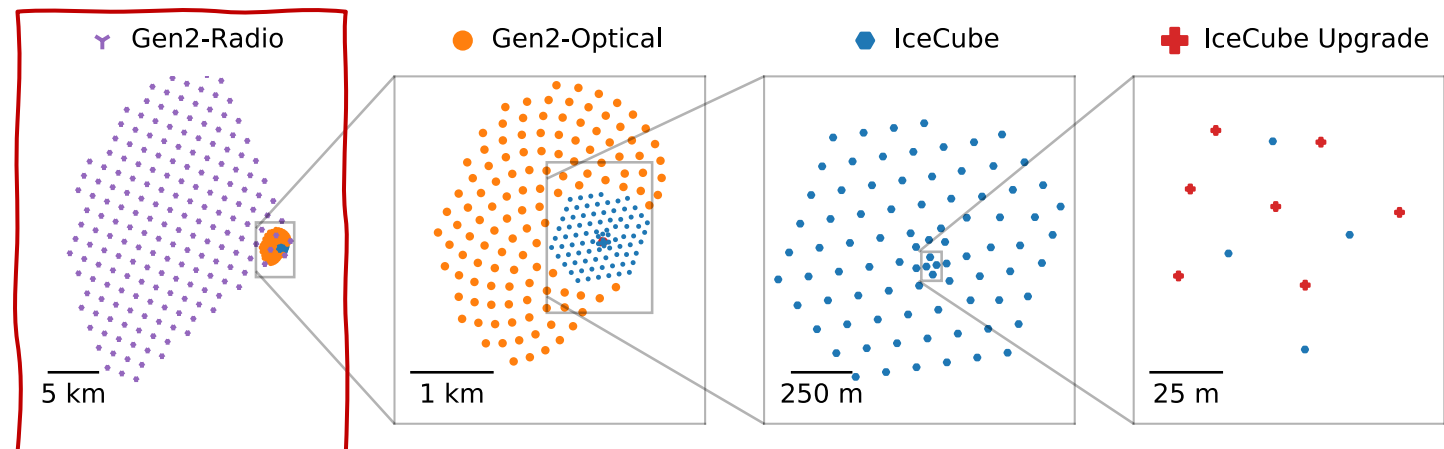 Gen2-Radio
Gen2-Optical
IceCube
IceCube Upgrade
5 km
1 km
250 m
25 m